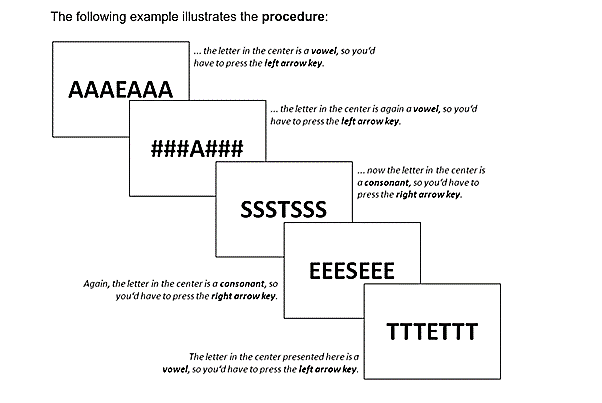 The following example illustrates the procedure:
... the letter in the center is a vowel, so you'd
have to press the left arrow key.
AAAEAAA
... the letter in the center is again a vowel, so you'd
have to press the left arrow key.
###A###
... now the letter in the center is
a consonant, so you'd have to
press the right arrow key.
SSSTSSS
EEESEEE
Again, the letter in the center is a consonant, so
you'd have to press the right arrow key.
TTTETTT
The letter in the center presented here is a
vowel, so you'd have to press the left arrow key.